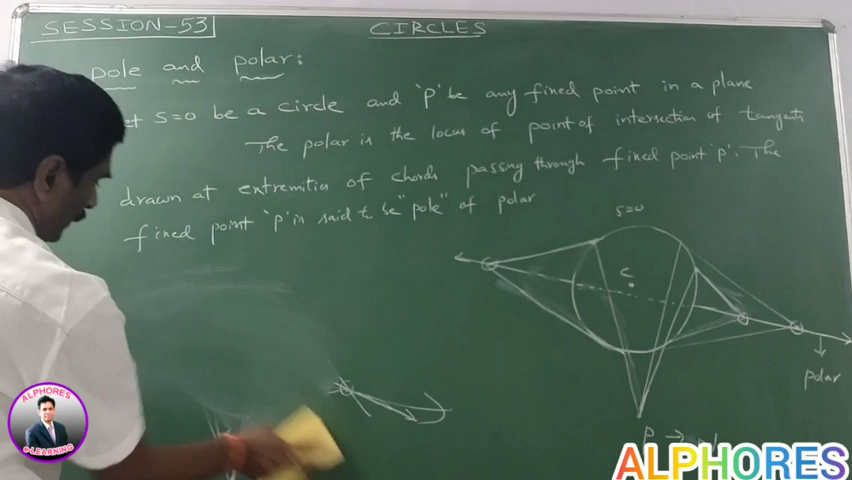 SESSION-53
CIRCLES
pole and polar:
et S=0 be a circle and 'p' be any fixed point in a plane
The polar is the locus of point of intersection of tangents
drawn at extremities of chords passing through fixed point 'p'. The
fixed point 'p' is said to be "pole" of polar
S=0
C
polar
P →
ALPHORES
ALPHORES
e-LEARNING